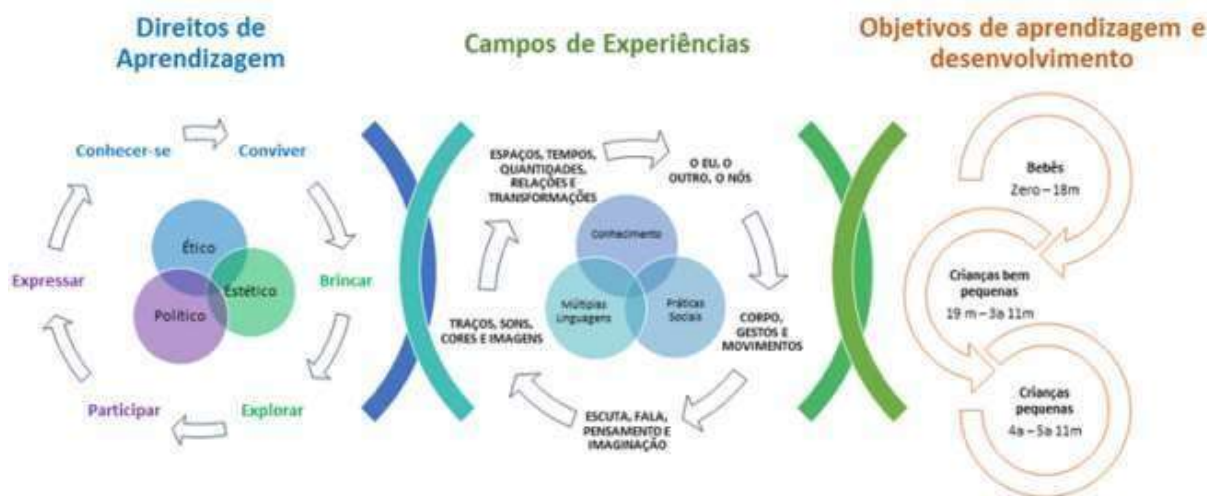 Direitos de
Aprendizagem
Conhecer-se
Conviver
Ético
Estético
Político
Expressar
Brincar
Participar
Explorar
Campos de Experiências
ESPAÇOS, TEMPOS,
QUANTIDADES,
RELAÇÕES E
TRANSFORMAÇÕES
O EU, O
OUTRO, O NÓS
Conhecimento
Múltiplas
Linguagens
Práticas
Sociais
TRAÇOS, SONS,
CORES E IMAGENS
CORPO,
GESTOS E
MOVIMENTOS
ESCUTA, FALA,
PENSAMENTO E
IMAGINAÇÃO
Objetivos de aprendizagem e
desenvolvimento
Bebês
Zero – 18m
Crianças bem
pequenas
19 m – 3a 11m
Crianças
pequenas
4a – 5a 11m